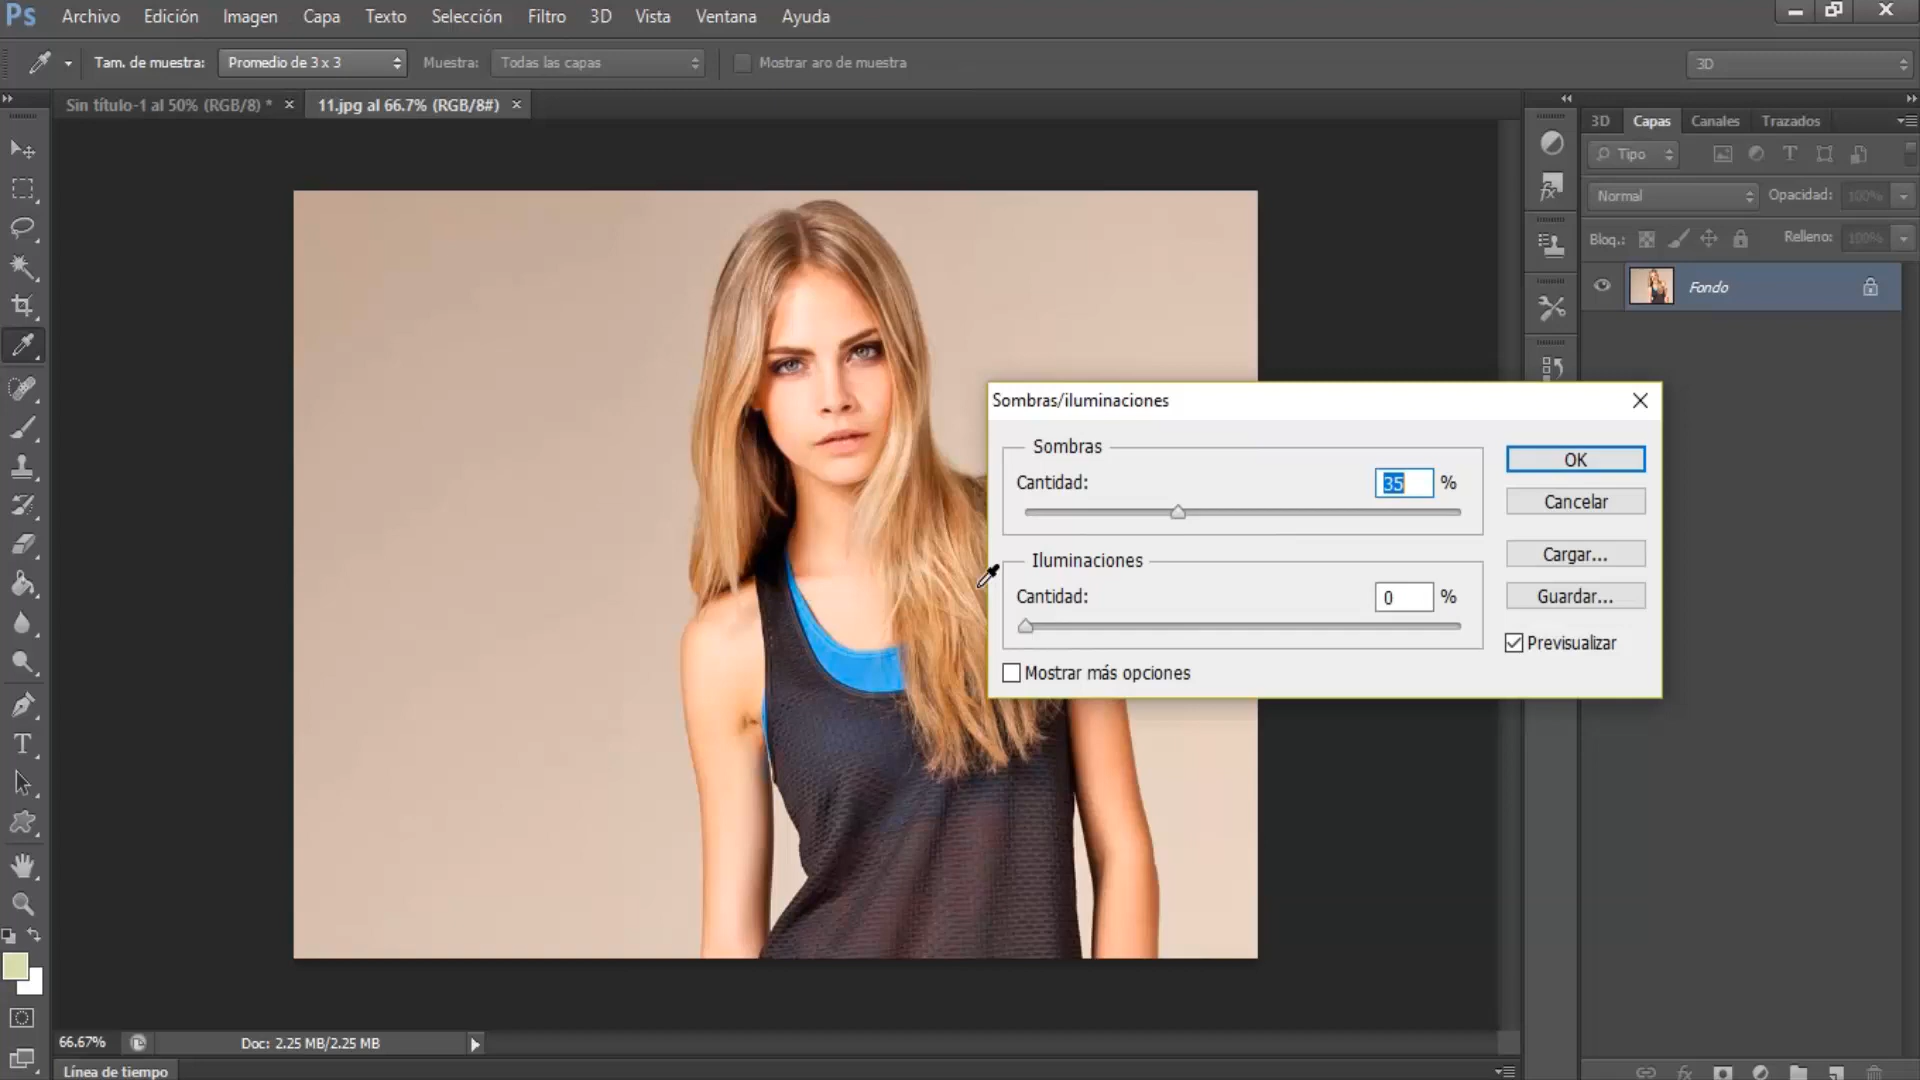 Ps Archivo Edición Imagen Capa Texto Selección Filtro 3D Vista Ventana Ayuda
Tam. de muestra: Promedio de 3 x 3 Muestra: Todas las capas Mostrar aro de muestra 3D
Sin título-1 al 50% (RGB/8) * × 11.jpg al 66.7% (RGB/8#) ×
3D Capas Canales Trazados
Tipo
Normal Opacidad: 100%
Bloq.: Relleno: 100%
Fondo
Sombras/iluminaciones
Sombras
Cantidad: 35 %
Iluminaciones
Cantidad: 0 %
Mostrar más opciones
OK
Cancelar
Cargar...
Guardar...
Previsualizar
66.67% Doc: 2.25 MB/2.25 MB
Línea de tiempo